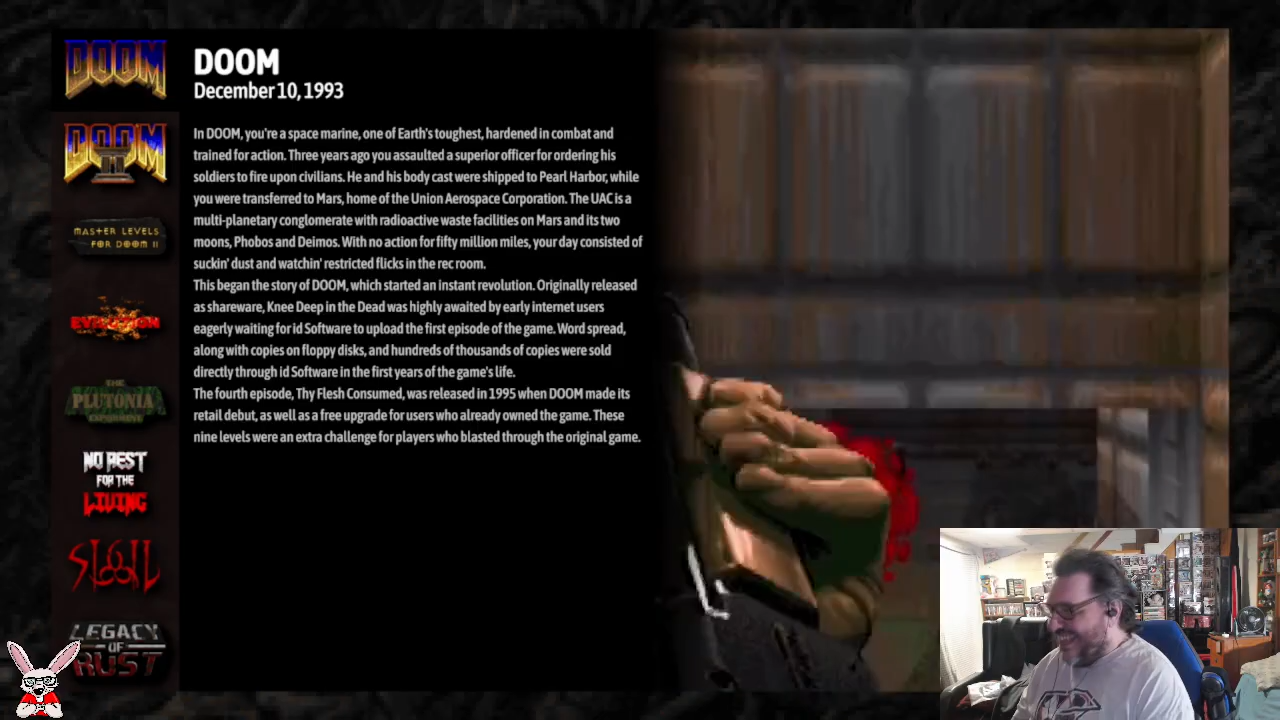 DOOM
DOOM
II
MASTER LEVELS
FOR DOOM II
EVILUTION
THE
PLUTONIA
EXPERIMENT
NO REST
FOR THE
LIVING
SIGIL
LEGACY
OF
RUST
DOOM
December 10, 1993
In DOOM, you're a space marine, one of Earth's toughest, hardened in combat and
trained for action. Three years ago you assaulted a superior officer for ordering his
soldiers to fire upon civilians. He and his body cast were shipped to Pearl Harbor, while
you were transferred to Mars, home of the Union Aerospace Corporation. The UAC is a
multi-planetary conglomerate with radioactive waste facilities on Mars and its two
moons, Phobos and Deimos. With no action for fifty million miles, your day consisted of
suckin' dust and watchin' restricted flicks in the rec room.
This began the story of DOOM, which started an instant revolution. Originally released
as shareware, Knee Deep in the Dead was highly awaited by early internet users
eagerly waiting for id Software to upload the first episode of the game. Word spread,
along with copies on floppy disks, and hundreds of thousands of copies were sold
directly through id Software in the first years of the game's life.
The fourth episode, Thy Flesh Consumed, was released in 1995 when DOOM made its
retail debut, as well as a free upgrade for users who already owned the game. These
nine levels were an extra challenge for players who blasted through the original game.